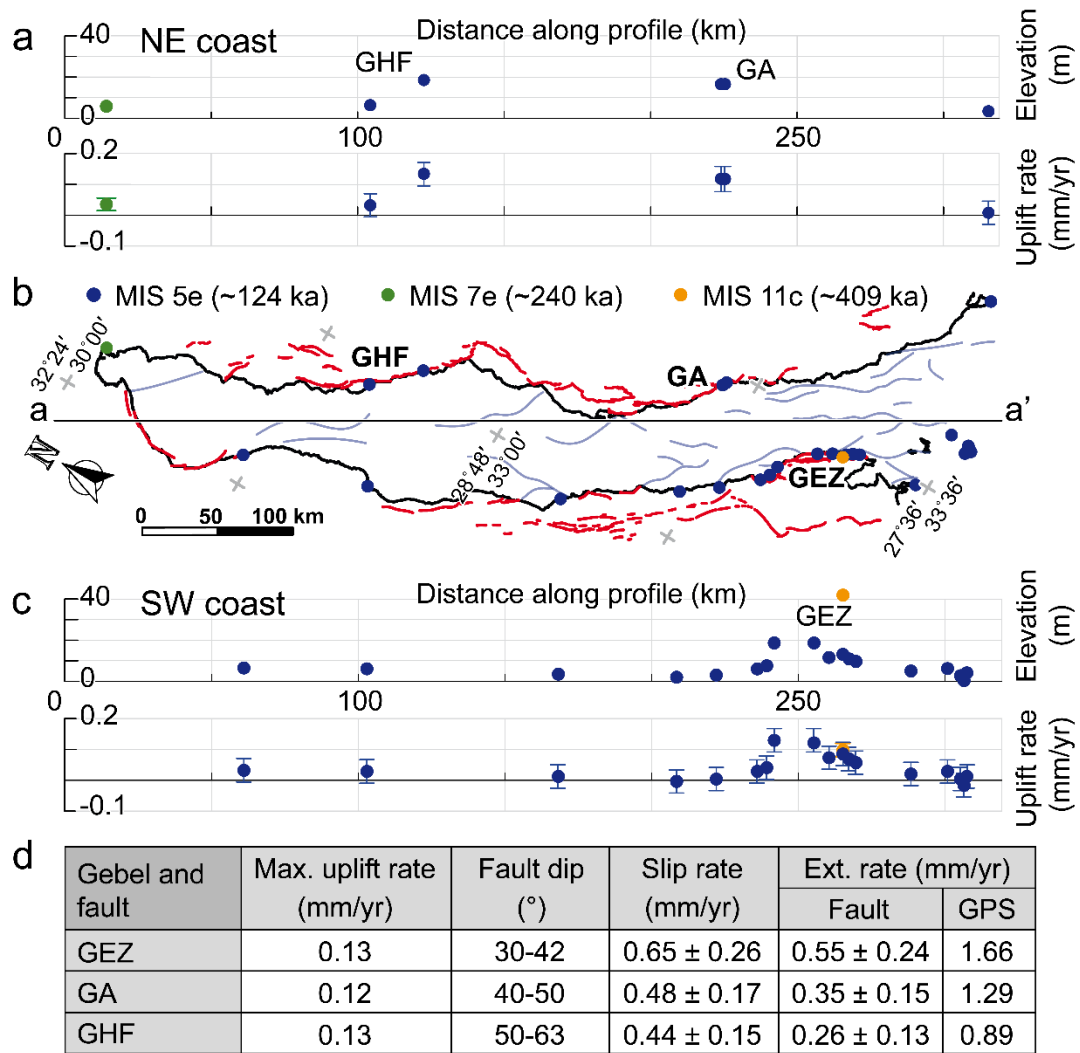 a NE coast
Distance along profile (km)
40
GHF
GA
0
Elevation
(m)
0 100 250
0.2
-0.1
Uplift rate
(mm/yr)
b
MIS 5e (~124 ka) MIS 7e (~240 ka) MIS 11c (~409 ka)
32°24′
30°00′
GHF
GA
a
a’
N
28°48′
33°00′
GEZ
27°36′
33°36′
0 50 100 km
c SW coast
Distance along profile (km)
40
GEZ
0
Elevation
(m)
0 100 250
0.2
-0.1
Uplift rate
(mm/yr)
d
Gebel and fault Max. uplift rate (mm/yr) Fault dip (°) Slip rate (mm/yr) Ext. rate (mm/yr)
Fault GPS
GEZ 0.13 30-42 0.65 ± 0.26 0.55 ± 0.24 1.66
GA 0.12 40-50 0.48 ± 0.17 0.35 ± 0.15 1.29
GHF 0.13 50-63 0.44 ± 0.15 0.26 ± 0.13 0.89